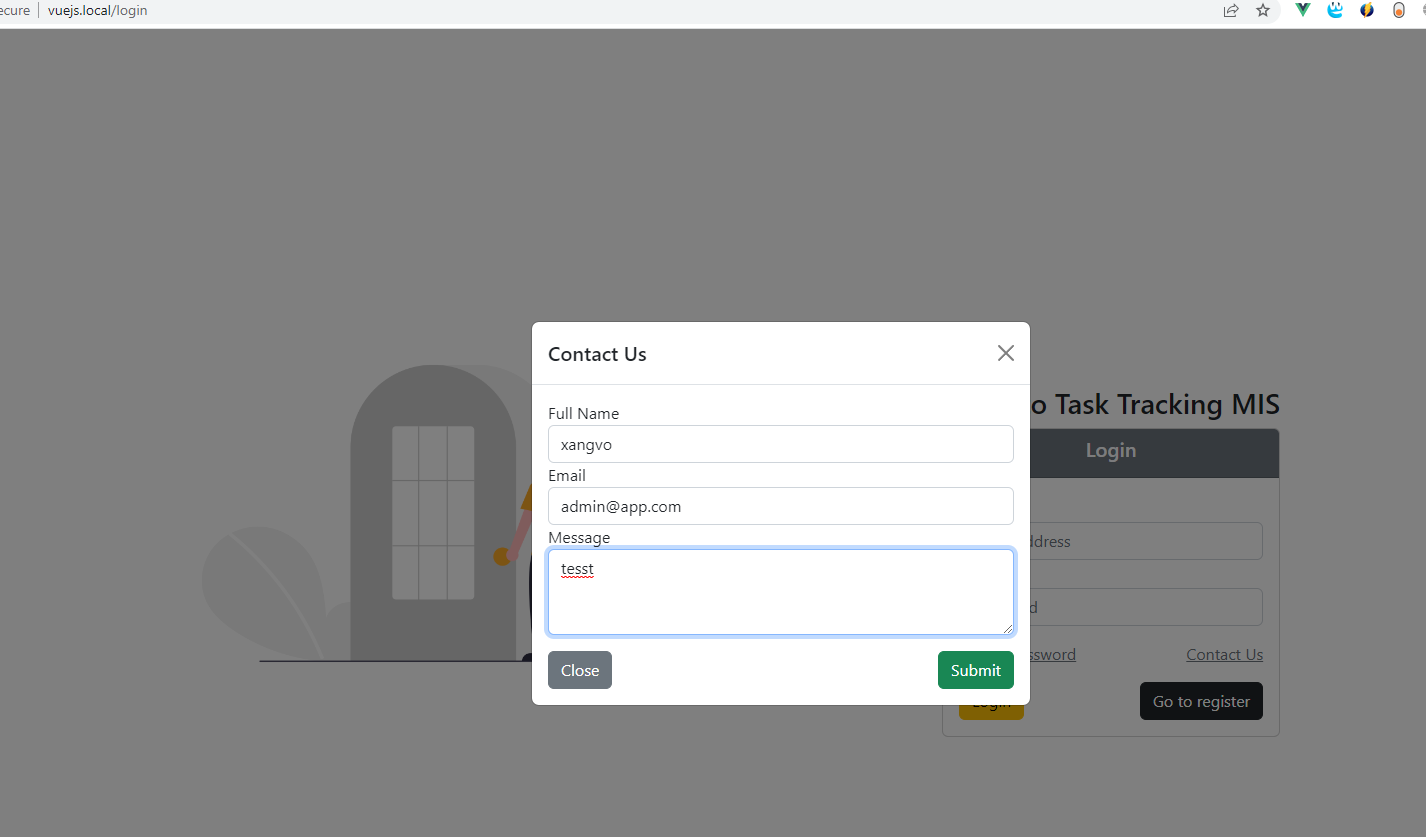 ecure | vuejs.local/login
Contact Us
Full Name
xangvo
Email
admin@app.com
Message
tesst
Close
Submit
o Task Tracking MIS
Login
ddress
d
ssword
Contact Us
Login
Go to register